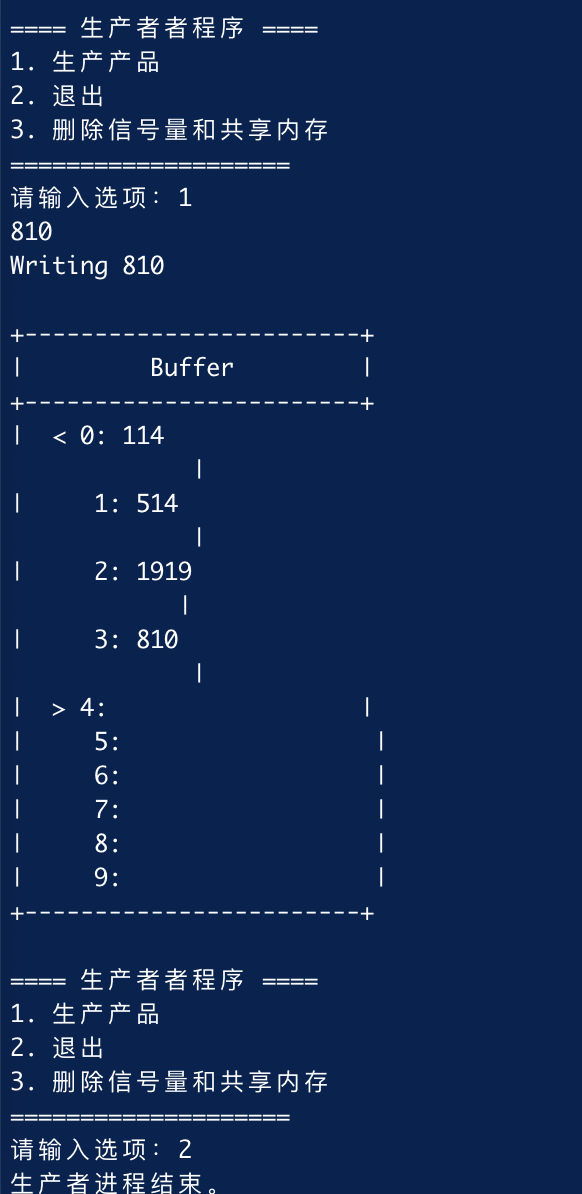 ==== 生产者者程序 ====
1. 生产产品
2. 退出
3. 删除信号量和共享内存
====================
请输入选项: 1
810
Writing 810
+------------------------+
|         Buffer         |
+------------------------+
|  < 0: 114
             |
|     1: 514
             |
|     2: 1919
            |
|     3: 810
             |
|  > 4:                  |
|     5:                  |
|     6:                  |
|     7:                  |
|     8:                  |
|     9:                  |
+------------------------+
==== 生产者者程序 ====
1. 生产产品
2. 退出
3. 删除信号量和共享内存
====================
请输入选项: 2
生产者进程结束。